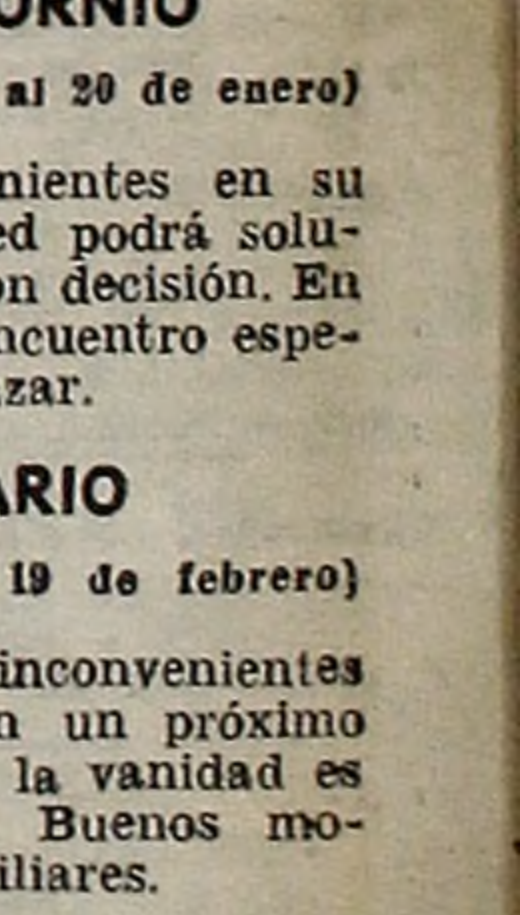 URNIO
al 20 de enero)
nientes en su
ed podrá solu-
on decisión. En
ncuentro espe-
zar.
ARIO
19 de febrero)
inconvenientes
n un próximo
la vanidad es
Buenos mo-
iliares.